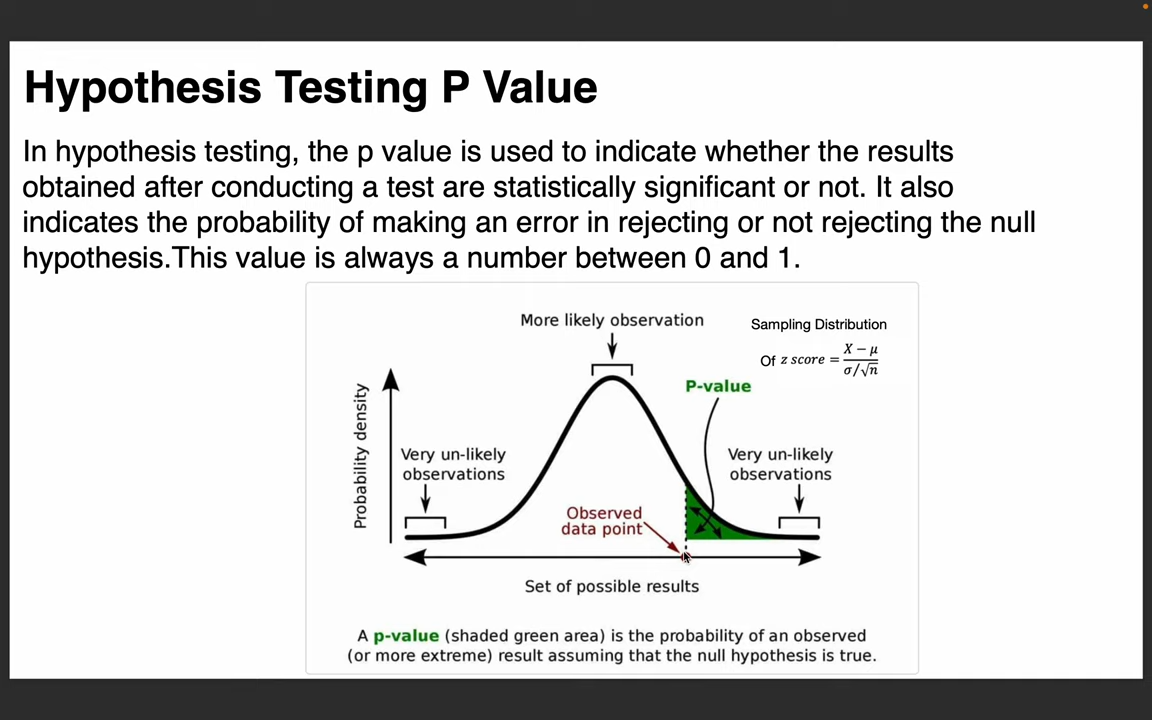 Hypothesis Testing P Value
In hypothesis testing, the p value is used to indicate whether the results
obtained after conducting a test are statistically significant or not. It also
indicates the probability of making an error in rejecting or not rejecting the null
hypothesis.This value is always a number between 0 and 1.
More likely observation
Sampling Distribution
Of z score = X − μ / σ/√n
P-value
Probability density
Very un-likely
observations
Very un-likely
observations
Observed
data point
Set of possible results
A p-value (shaded green area) is the probability of an observed
(or more extreme) result assuming that the null hypothesis is true.